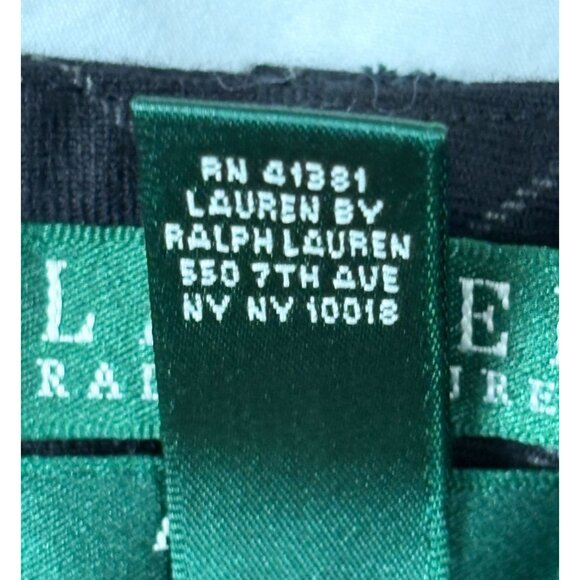 RN 41381
LAUREN BY
RALPH LAUREN
550 7TH AVE
NY NY 10018